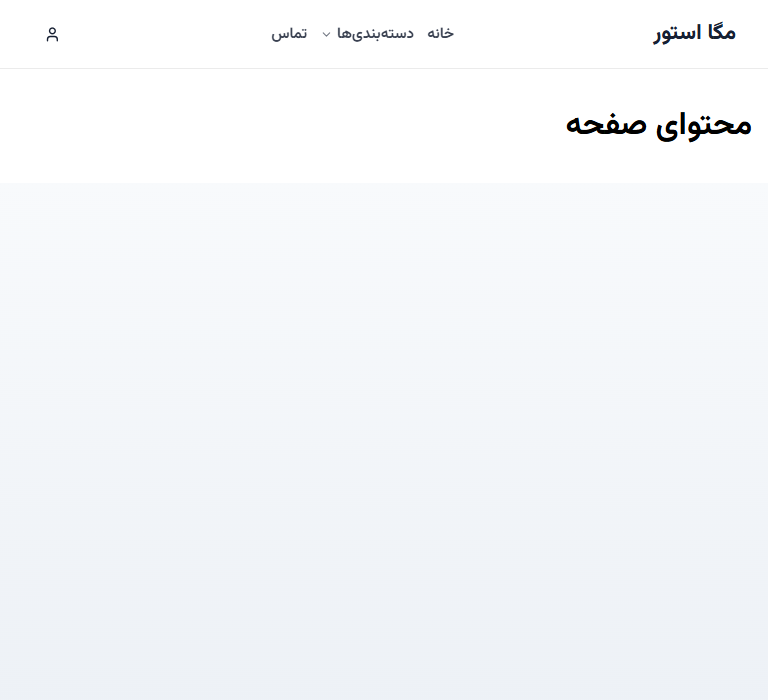 مگا استور
خانه
دسته‌بندی‌ها
تماس
محتوای صفحه